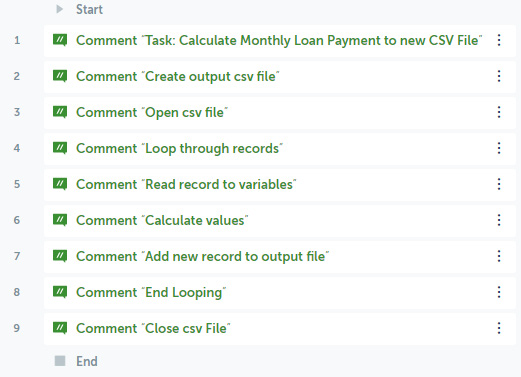 Start
1 Comment "Task: Calculate Monthly Loan Payment to new CSV File"
2 Comment "Create output csv file"
3 Comment "Open csv file"
4 Comment "Loop through records"
5 Comment "Read record to variables"
6 Comment "Calculate values"
7 Comment "Add new record to output file"
8 Comment "End Looping"
9 Comment "Close csv File"
End